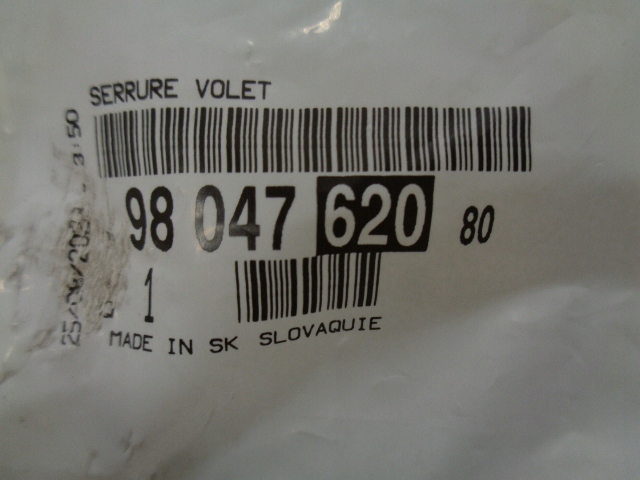 SERRURE VOLET
98 047 620 80
1
MADE IN SK SLOVAQUIE